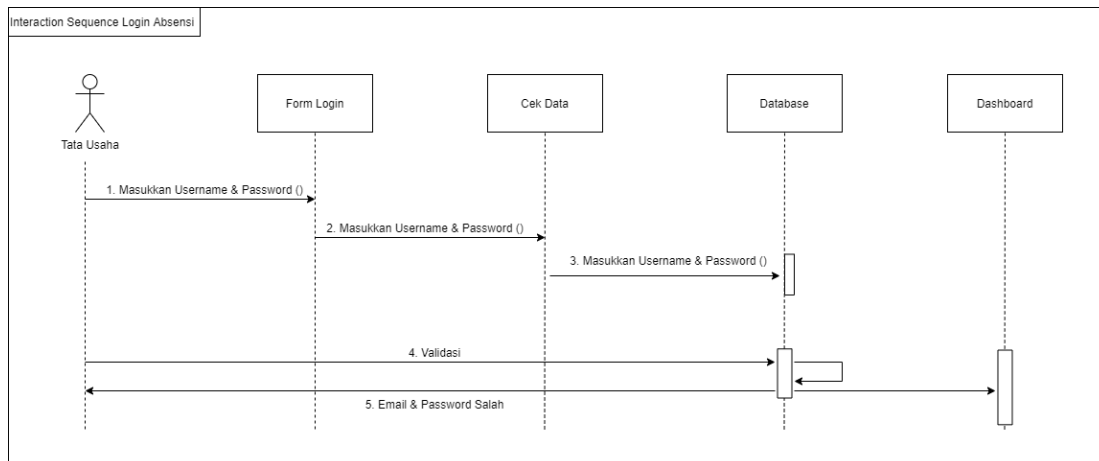 Interaction Sequence Login Absensi
Form Login
Cek Data
Database
Dashboard
Tata Usaha
1. Masukkan Username & Password ()
2. Masukkan Username & Password ()
3. Masukkan Username & Password ()
4. Validasi
5. Email & Password Salah